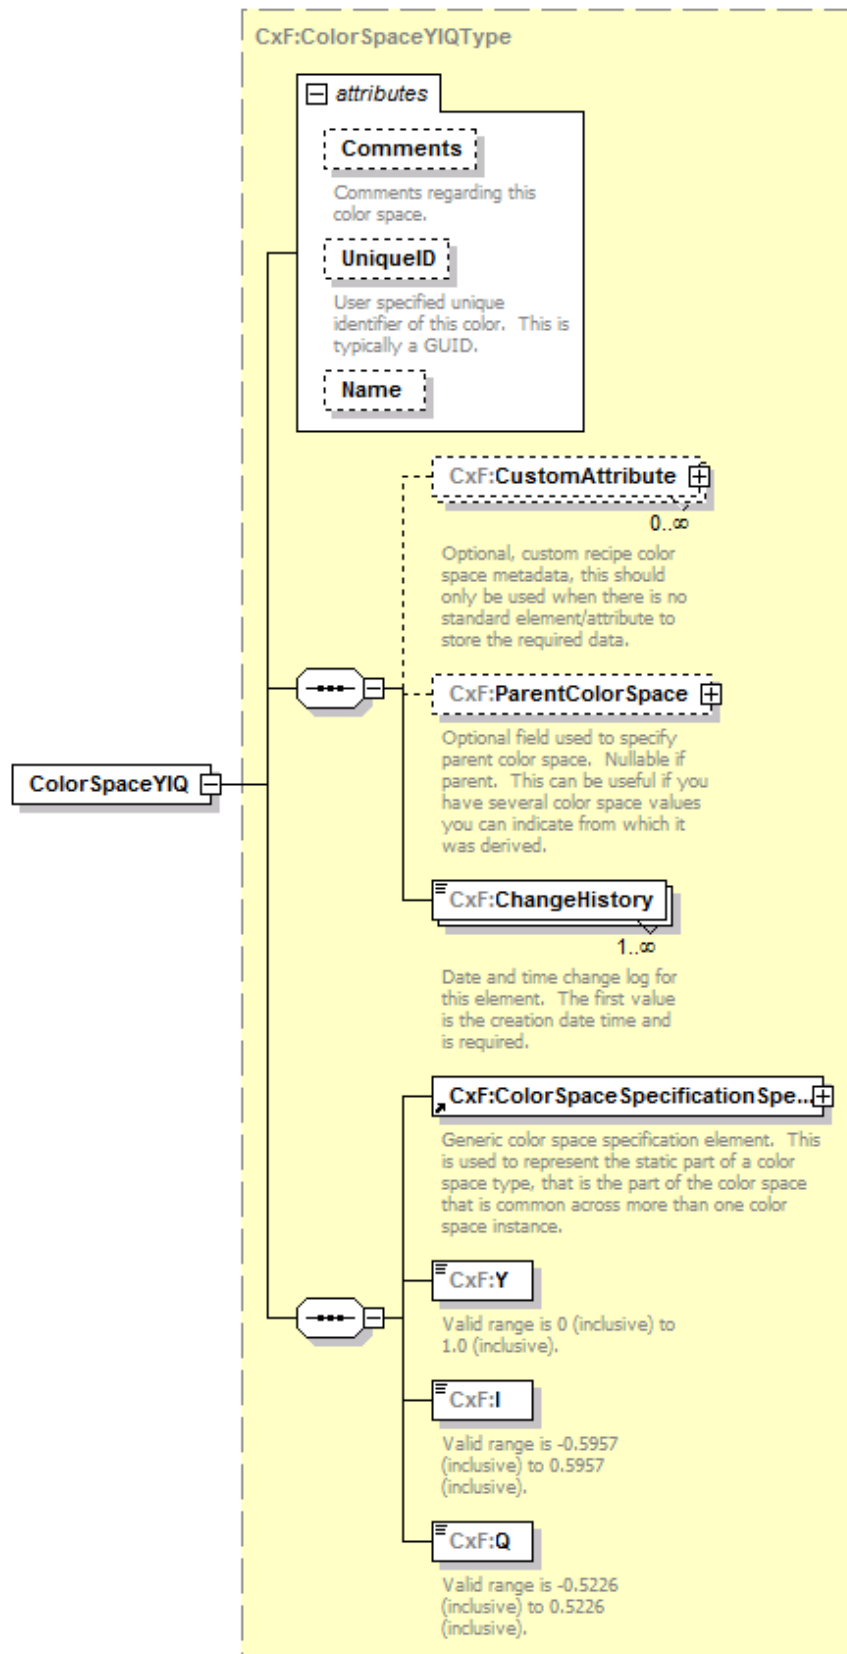 CxF:ColorSpaceYIQType
attributes
Comments
Comments regarding this
color space.
UniqueID
User specified unique
identifier of this color.  This is
typically a GUID.
Name
CxF:CustomAttribute
0..∞
Optional, custom recipe color
space metadata, this should
only be used when there is no
standard element/attribute to
store the required data.
CxF:ParentColorSpace
Optional field used to specify
parent color space.  Nullable if
parent.  This can be useful if you
have several color space values
you can indicate from which it
was derived.
ColorSpaceYIQ
CxF:ChangeHistory
1..∞
Date and time change log for
this element.  The first value
is the creation date time and
is required.
CxF:ColorSpaceSpecificationSpe...
Generic color space specification element.  This
is used to represent the static part of a color
space type, that is the part of the color space
that is common across more than one color
space instance.
CxF:Y
Valid range is 0 (inclusive) to
1.0 (inclusive).
CxF:I
Valid range is -0.5957
(inclusive) to 0.5957
(inclusive).
CxF:Q
Valid range is -0.5226
(inclusive) to 0.5226
(inclusive).